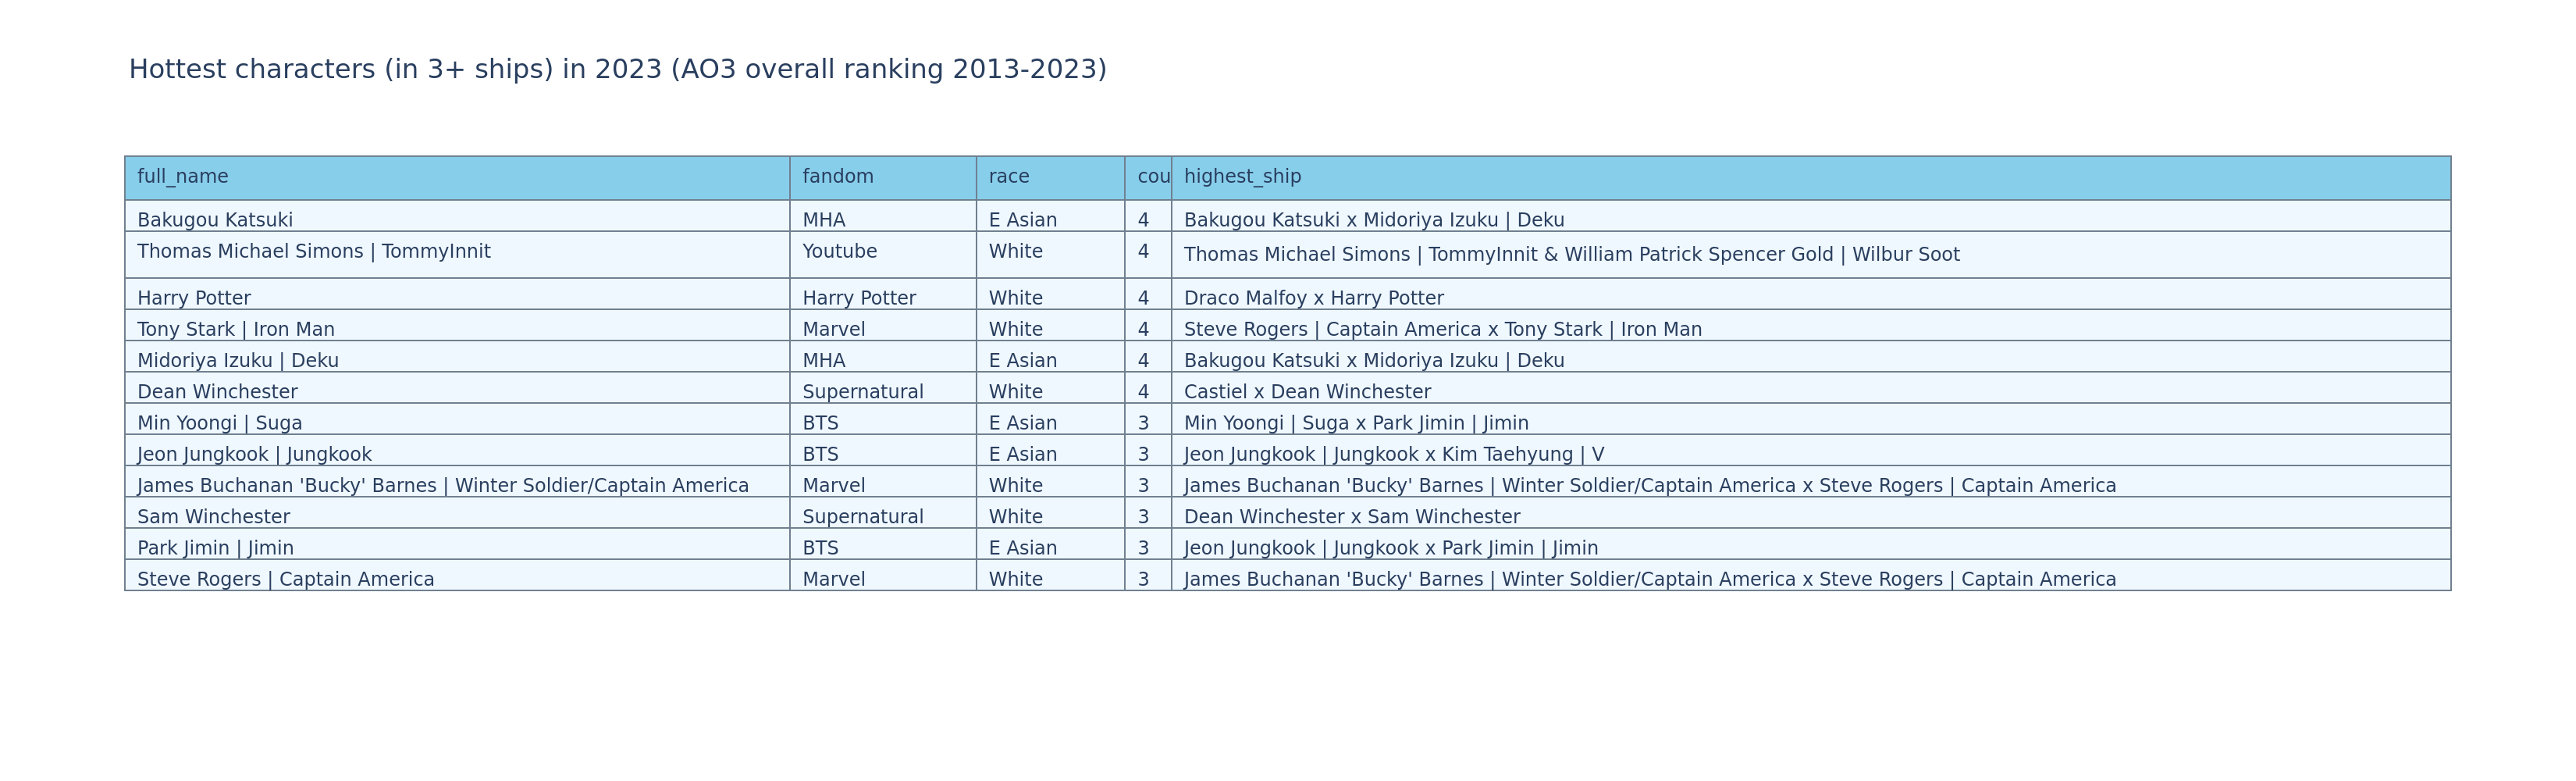 Hottest characters (in 3+ ships) in 2023 (AO3 overall ranking 2013-2023)
full_name fandom race cou highest_ship
Bakugou Katsuki MHA E Asian 4 Bakugou Katsuki x Midoriya Izuku | Deku
Thomas Michael Simons | TommyInnit Youtube White 4 Thomas Michael Simons | TommyInnit & William Patrick Spencer Gold | Wilbur Soot
Harry Potter Harry Potter White 4 Draco Malfoy x Harry Potter
Tony Stark | Iron Man Marvel White 4 Steve Rogers | Captain America x Tony Stark | Iron Man
Midoriya Izuku | Deku MHA E Asian 4 Bakugou Katsuki x Midoriya Izuku | Deku
Dean Winchester Supernatural White 4 Castiel x Dean Winchester
Min Yoongi | Suga BTS E Asian 3 Min Yoongi | Suga x Park Jimin | Jimin
Jeon Jungkook | Jungkook BTS E Asian 3 Jeon Jungkook | Jungkook x Kim Taehyung | V
James Buchanan 'Bucky' Barnes | Winter Soldier/Captain America Marvel White 3 James Buchanan 'Bucky' Barnes | Winter Soldier/Captain America x Steve Rogers | Captain America
Sam Winchester Supernatural White 3 Dean Winchester x Sam Winchester
Park Jimin | Jimin BTS E Asian 3 Jeon Jungkook | Jungkook x Park Jimin | Jimin
Steve Rogers | Captain America Marvel White 3 James Buchanan 'Bucky' Barnes | Winter Soldier/Captain America x Steve Rogers | Captain America